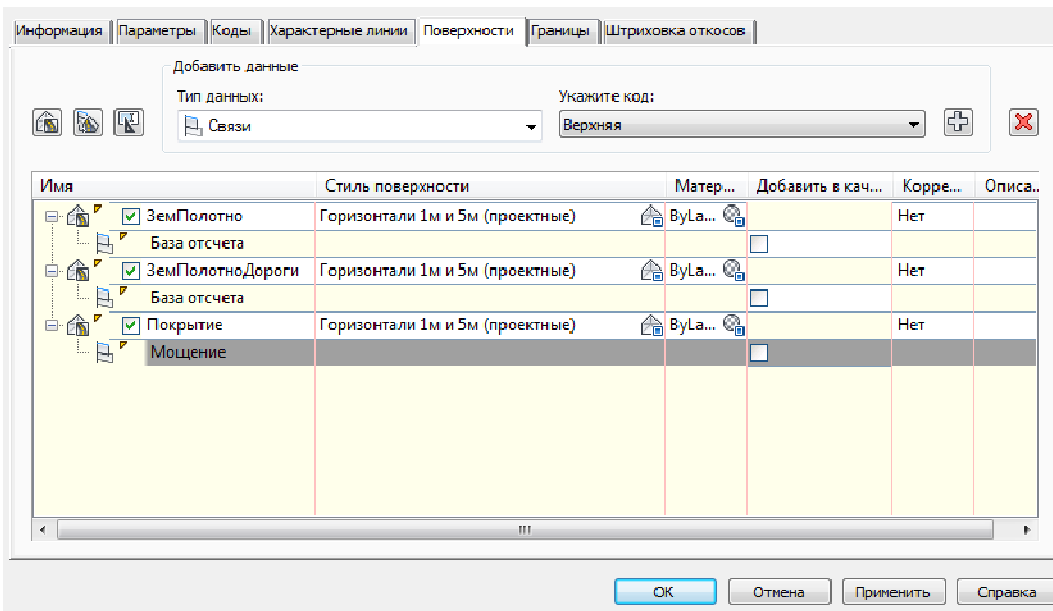 Информация Параметры Коды Характерные линии Поверхности Границы Штриховка откосов
Добавить данные
Тип данных: Укажите код:
Связи Верхняя
Имя Стиль поверхности Матер... Добавить в кач... Корре... Описа..
ЗемПолотно Горизонтали 1м и 5м (проектные) ByLa... Нет
База отсчета
ЗемПолотноДороги Горизонтали 1м и 5м (проектные) ByLa... Нет
База отсчета
Покрытие Горизонтали 1м и 5м (проектные) ByLa... Нет
Мощение
ОК Отмена Применить Справка